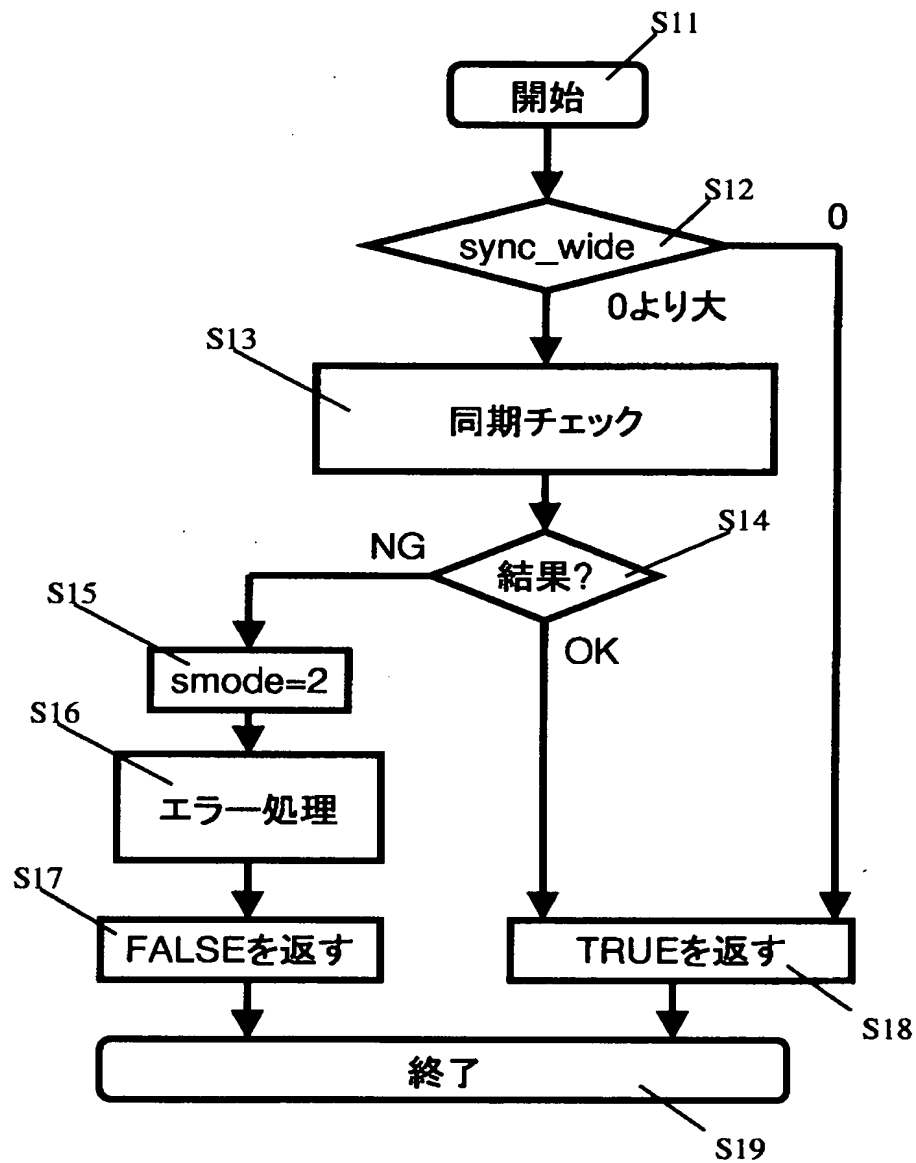 S11
開始
S12
0
sync_wide
0より大
S13
同期チェック
S14
NG
結果?
S15
OK
smode=2
S16
エラー処理
S17
FALSEを返す
TRUEを返す
S18
終了
S19